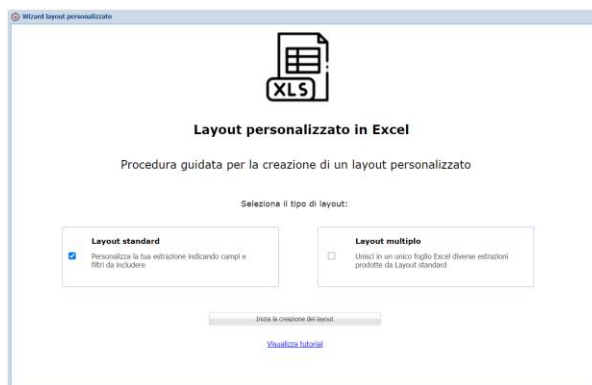 Wizard layout personalizzato
XLS
Layout personalizzato in Excel
Procedura guidata per la creazione di un layout personalizzato
Seleziona il tipo di layout:
Layout standard
Personalizza la tua estrazione indicando campi e
filtri da includere
Layout multiplo
Unisci in un unico foglio Excel diverse estrazioni
prodotte da Layout standard
Inizia la creazione del layout
Visualizza tutorial